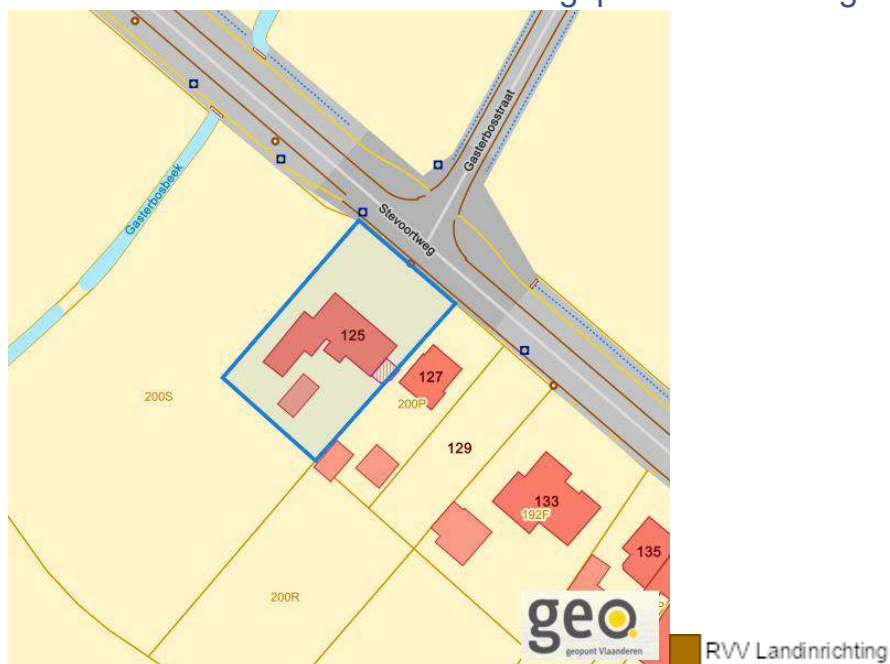 Gasterbosstraat
Gasterbosbeek
Stevoortweg
125
127
200S
200P
129
133
192F
135
200R
geo
geopunt Vlaanderen
RVV Landinrichting